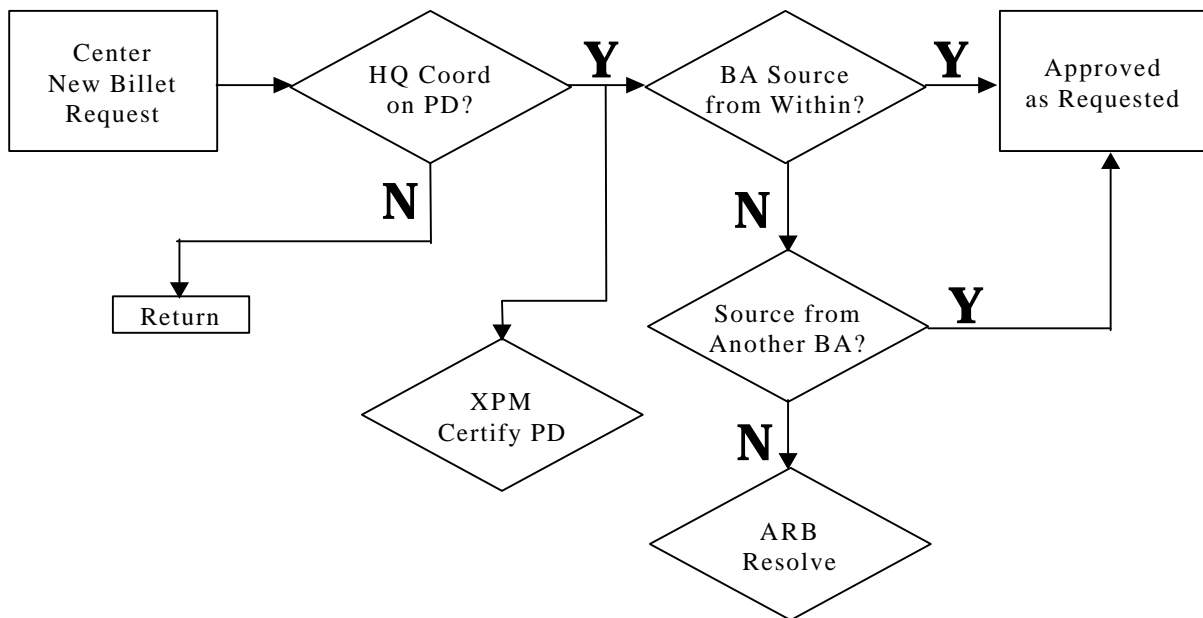 Center
New Billet
Request
HQ Coord
on PD?
Y
BA Source
from Within?
Y
Approved
as Requested
N
N
Return
Source from
Another BA?
Y
XPM
Certify PD
N
ARB
Resolve